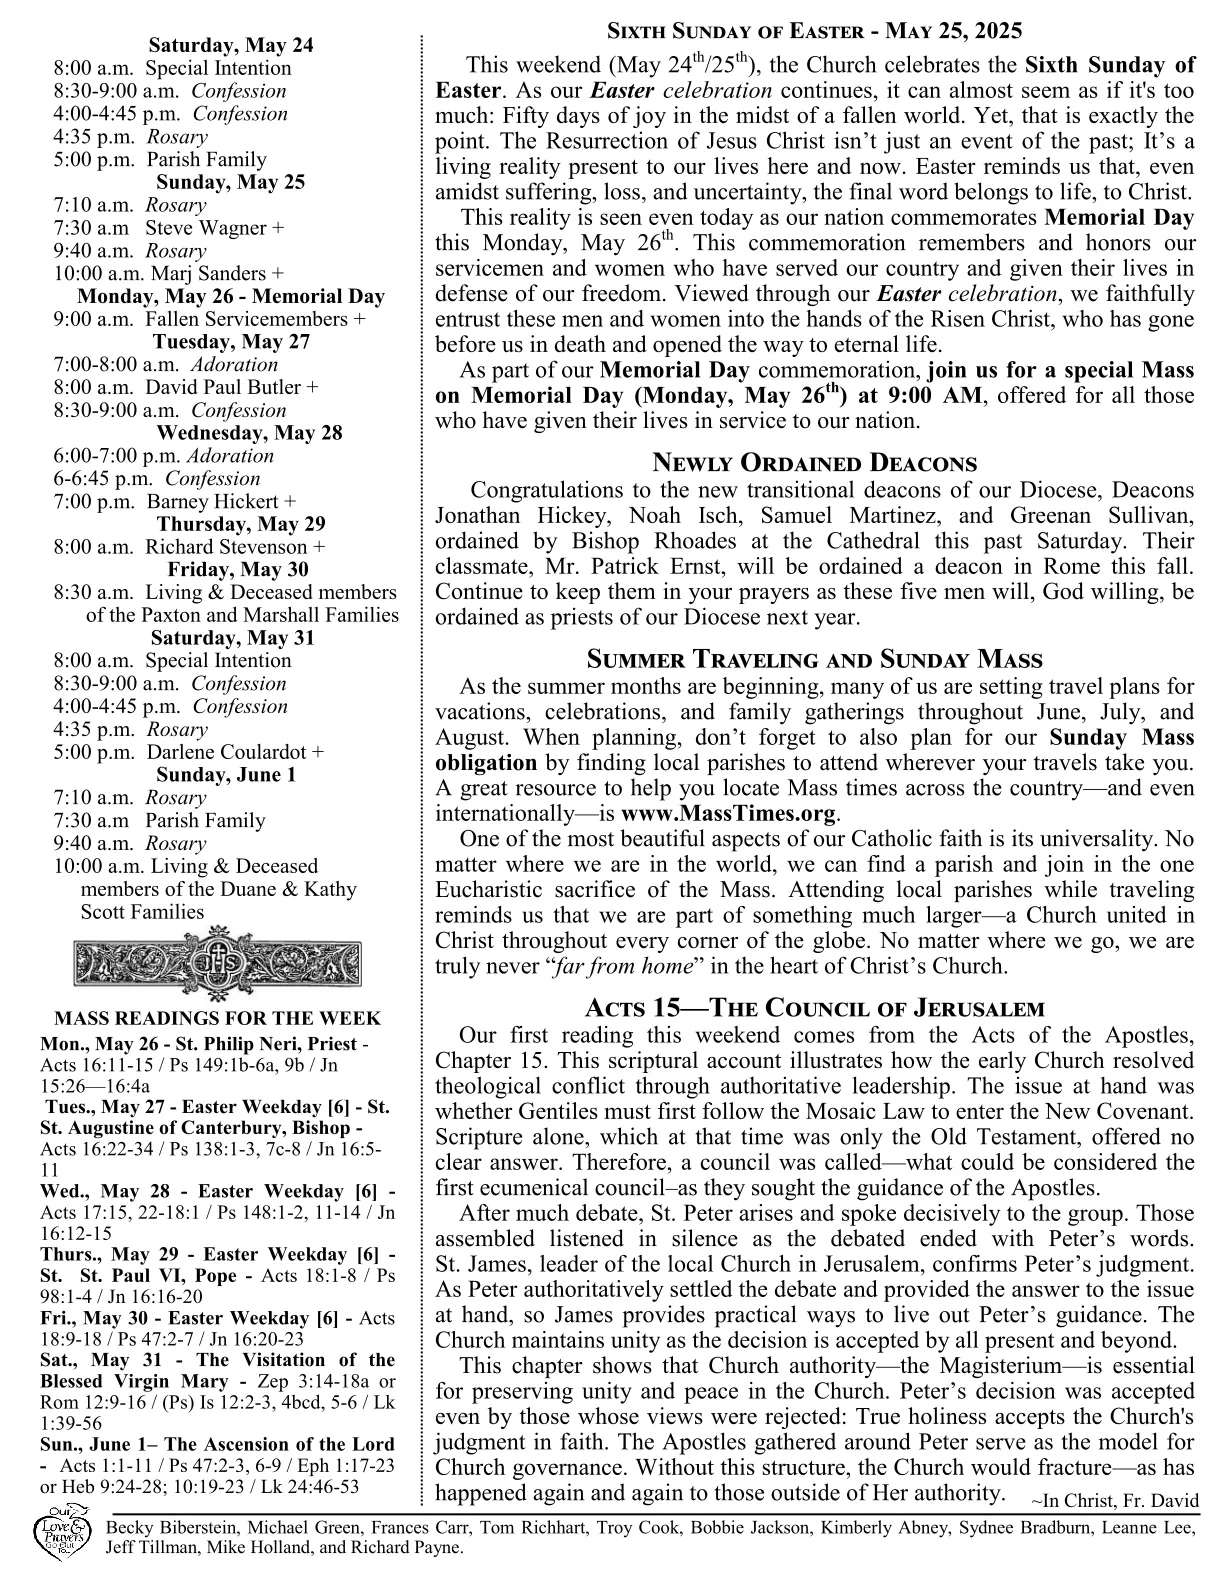 Saturday, May 24
8:00 a.m. Special Intention
8:30-9:00 a.m. Confession
4:00-4:45 p.m. Confession
4:35 p.m. Rosary
5:00 p.m. Parish Family
Sunday, May 25
7:10 a.m. Rosary
7:30 a.m Steve Wagner +
9:40 a.m. Rosary
10:00 a.m. Marj Sanders +
Monday, May 26 - Memorial Day
9:00 a.m. Fallen Servicemembers +
Tuesday, May 27
7:00-8:00 a.m. Adoration
8:00 a.m. David Paul Butler +
8:30-9:00 a.m. Confession
Wednesday, May 28
6:00-7:00 p.m. Adoration
6-6:45 p.m. Confession
7:00 p.m. Barney Hickert +
Thursday, May 29
8:00 a.m. Richard Stevenson +
Friday, May 30
8:30 a.m. Living & Deceased members
of the Paxton and Marshall Families
Saturday, May 31
8:00 a.m. Special Intention
8:30-9:00 a.m. Confession
4:00-4:45 p.m. Confession
4:35 p.m. Rosary
5:00 p.m. Darlene Coulardot +
Sunday, June 1
7:10 a.m. Rosary
7:30 a.m Parish Family
9:40 a.m. Rosary
10:00 a.m. Living & Deceased
members of the Duane & Kathy
Scott Families
IHS
MASS READINGS FOR THE WEEK
Mon., May 26 - St. Philip Neri, Priest -
Acts 16:11-15 / Ps 149:1b-6a, 9b / Jn
15:26—16:4a
Tues., May 27 - Easter Weekday [6] - St.
St. Augustine of Canterbury, Bishop -
Acts 16:22-34 / Ps 138:1-3, 7c-8 / Jn 16:5-
11
Wed., May 28 - Easter Weekday [6] -
Acts 17:15, 22-18:1 / Ps 148:1-2, 11-14 / Jn
16:12-15
Thurs., May 29 - Easter Weekday [6] -
St. St. Paul VI, Pope - Acts 18:1-8 / Ps
98:1-4 / Jn 16:16-20
Fri., May 30 - Easter Weekday [6] - Acts
18:9-18 / Ps 47:2-7 / Jn 16:20-23
Sat., May 31 - The Visitation of the
Blessed Virgin Mary - Zep 3:14-18a or
Rom 12:9-16 / (Ps) Is 12:2-3, 4bcd, 5-6 / Lk
1:39-56
Sun., June 1– The Ascension of the Lord
- Acts 1:1-11 / Ps 47:2-3, 6-9 / Eph 1:17-23
or Heb 9:24-28; 10:19-23 / Lk 24:46-53
Sixth Sunday of Easter - May 25, 2025
This weekend (May 24th/25th), the Church celebrates the Sixth Sunday of
Easter. As our Easter celebration continues, it can almost seem as if it's too
much: Fifty days of joy in the midst of a fallen world. Yet, that is exactly the
point. The Resurrection of Jesus Christ isn’t just an event of the past; It’s a
living reality present to our lives here and now. Easter reminds us that, even
amidst suffering, loss, and uncertainty, the final word belongs to life, to Christ.
This reality is seen even today as our nation commemorates Memorial Day
this Monday, May 26th. This commemoration remembers and honors our
servicemen and women who have served our country and given their lives in
defense of our freedom. Viewed through our Easter celebration, we faithfully
entrust these men and women into the hands of the Risen Christ, who has gone
before us in death and opened the way to eternal life.
As part of our Memorial Day commemoration, join us for a special Mass
on Memorial Day (Monday, May 26th) at 9:00 AM, offered for all those
who have given their lives in service to our nation.
Newly Ordained Deacons
Congratulations to the new transitional deacons of our Diocese, Deacons
Jonathan Hickey, Noah Isch, Samuel Martinez, and Greenan Sullivan,
ordained by Bishop Rhoades at the Cathedral this past Saturday. Their
classmate, Mr. Patrick Ernst, will be ordained a deacon in Rome this fall.
Continue to keep them in your prayers as these five men will, God willing, be
ordained as priests of our Diocese next year.
Summer Traveling and Sunday Mass
As the summer months are beginning, many of us are setting travel plans for
vacations, celebrations, and family gatherings throughout June, July, and
August. When planning, don’t forget to also plan for our Sunday Mass
obligation by finding local parishes to attend wherever your travels take you.
A great resource to help you locate Mass times across the country—and even
internationally—is www.MassTimes.org.
One of the most beautiful aspects of our Catholic faith is its universality. No
matter where we are in the world, we can find a parish and join in the one
Eucharistic sacrifice of the Mass. Attending local parishes while traveling
reminds us that we are part of something much larger—a Church united in
Christ throughout every corner of the globe. No matter where we go, we are
truly never “far from home” in the heart of Christ’s Church.
Acts 15—The Council of Jerusalem
Our first reading this weekend comes from the Acts of the Apostles,
Chapter 15. This scriptural account illustrates how the early Church resolved
theological conflict through authoritative leadership. The issue at hand was
whether Gentiles must first follow the Mosaic Law to enter the New Covenant.
Scripture alone, which at that time was only the Old Testament, offered no
clear answer. Therefore, a council was called—what could be considered the
first ecumenical council–as they sought the guidance of the Apostles.
After much debate, St. Peter arises and spoke decisively to the group. Those
assembled listened in silence as the debated ended with Peter’s words.
St. James, leader of the local Church in Jerusalem, confirms Peter’s judgment.
As Peter authoritatively settled the debate and provided the answer to the issue
at hand, so James provides practical ways to live out Peter’s guidance. The
Church maintains unity as the decision is accepted by all present and beyond.
This chapter shows that Church authority—the Magisterium—is essential
for preserving unity and peace in the Church. Peter’s decision was accepted
even by those whose views were rejected: True holiness accepts the Church's
judgment in faith. The Apostles gathered around Peter serve as the model for
Church governance. Without this structure, the Church would fracture—as has
happened again and again to those outside of Her authority.
~In Christ, Fr. David
Our
Love &
Prayers
Go Out
To...
Becky Biberstein, Michael Green, Frances Carr, Tom Richhart, Troy Cook, Bobbie Jackson, Kimberly Abney, Sydnee Bradburn, Leanne Lee,
Jeff Tillman, Mike Holland, and Richard Payne.